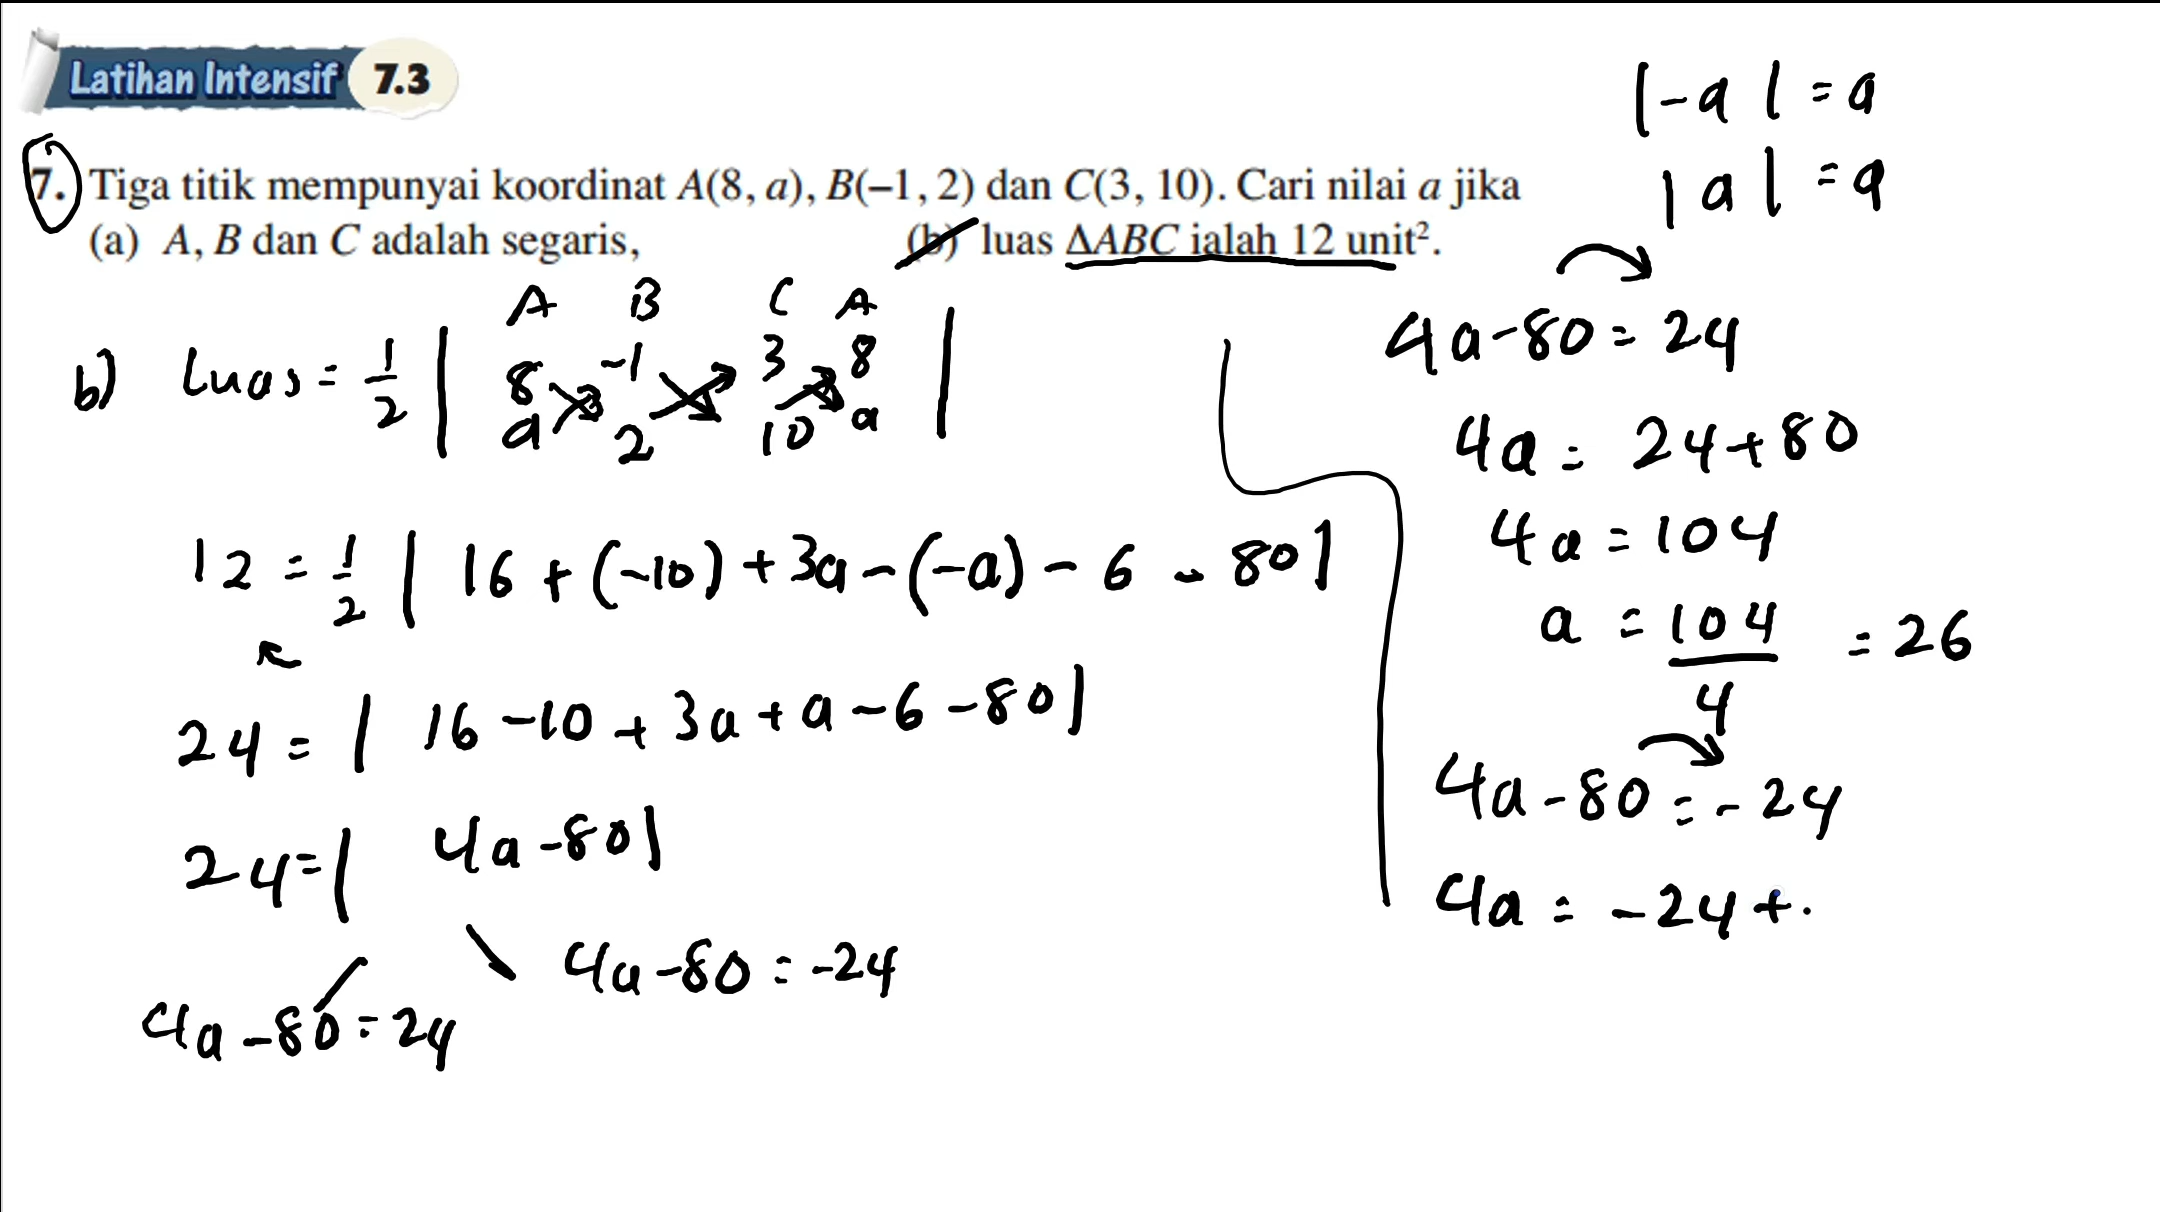 Latihan Intensif 7.3
7. Tiga titik mempunyai koordinat A(8, a), B(–1, 2) dan C(3, 10). Cari nilai a jika
(a) A, B dan C adalah segaris, (b) luas ΔABC ialah 12 unit².
A B C A
b) Luas = 1/2 | 8 -1 3 8
a 2 10 a |
12 = 1/2 | 16 + (-10) + 3a - (-a) - 6 - 80 |
24 = | 16 - 10 + 3a + a - 6 - 80 |
24 = | 4a - 80 |
4a - 80 = -24
4a - 80 = 24
|-a| = a
|a| = a
4a - 80 = 24
4a = 24 + 80
4a = 104
a = 104/4 = 26
4a - 80 = -24
4a = -24 + .